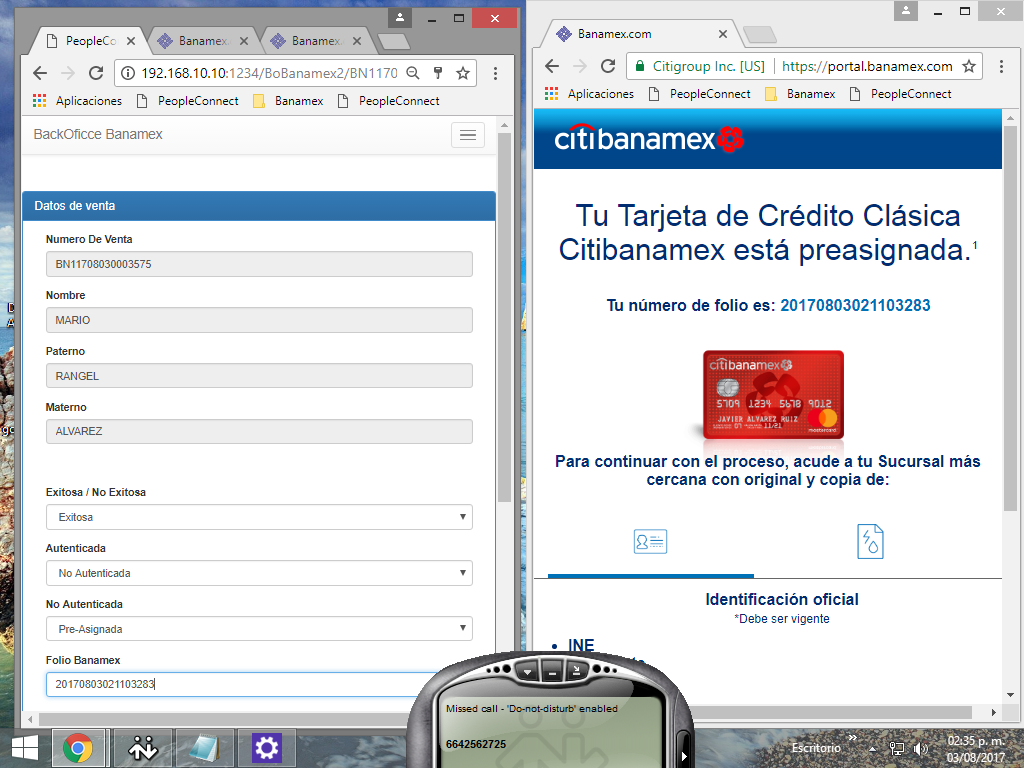 PeopleCo
Banamex
Banamex
192.168.10.10:1234/BoBanamex2/BN1170
Aplicaciones PeopleConnect Banamex PeopleConnect
BackOficce Banamex
Datos de venta
Numero De Venta
BN11708030003575
Nombre
MARIO
Paterno
RANGEL
Materno
ALVAREZ
Exitosa / No Exitosa
Exitosa
Autenticada
No Autenticada
No Autenticada
Pre-Asignada
Folio Banamex
20170803021103283
Banamex.com
Citigroup Inc. [US] https://portal.banamex.com
Aplicaciones PeopleConnect Banamex PeopleConnect
citibanamex
Tu Tarjeta de Crédito Clásica
Citibanamex está preasignada.1
Tu número de folio es: 20170803021103283
citibanamex
5709 1234 5678 9012
JAVIER ALVAREZ RUIZ
mastercard
Para continuar con el proceso, acude a tu Sucursal más
cercana con original y copia de:
Identificación oficial
*Debe ser vigente
INE
Missed call - 'Do-not-disturb' enabled
6642562725
Escritorio
02:35 p. m.
03/08/2017